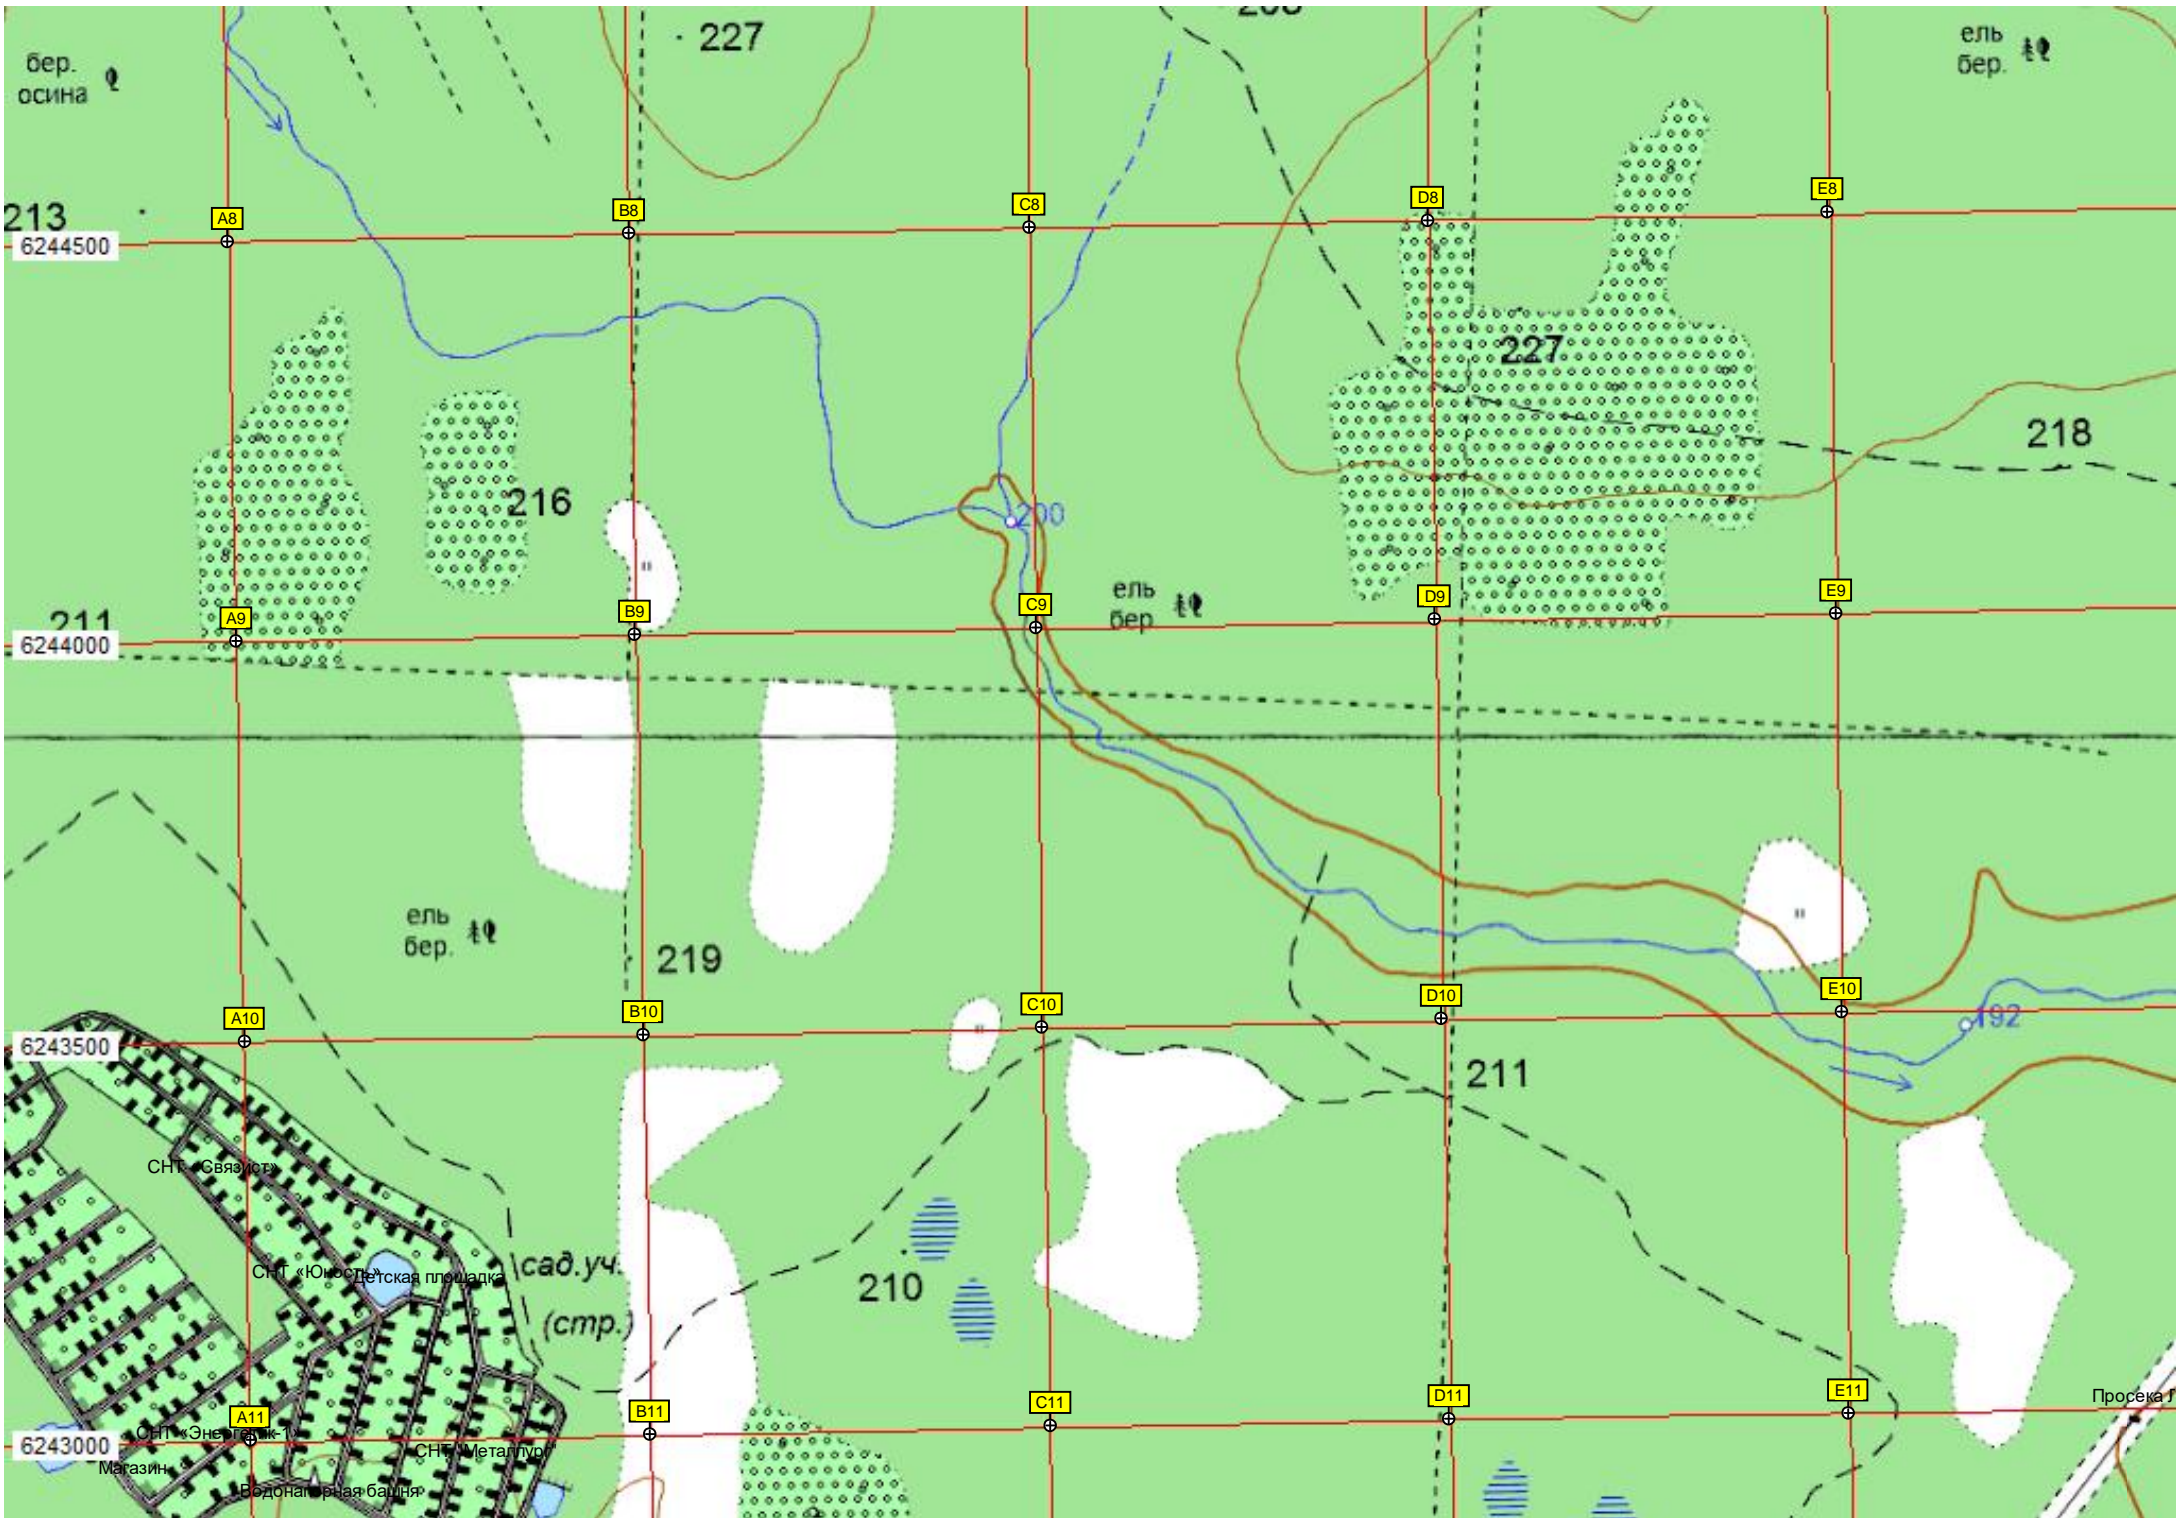 227
ель
бер.
бер.
осина
213
A8
B8
C8
D8
E8
6244500
227
218
216
200
ель
бер
211
A9
B9
C9
D9
E9
6244000
ель
бер.
219
A10
B10
C10
D10
E10
192
6243500
211
СНТ «Связист»
сад.уч.
(стр.)
СНТ «Юность»
Детская площадка
210
A11
B11
C11
D11
E11
Просека
СНТ «Энергетик-1»
6243000
СНТ "Металлург"
Магазин
Водонапорная башня